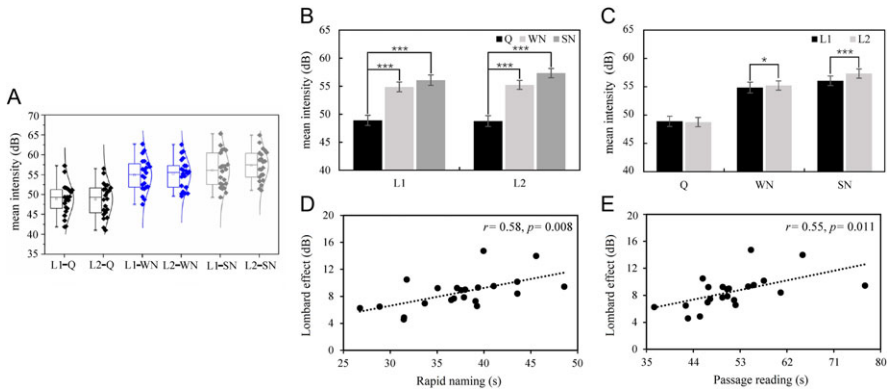 A
mean intensity (dB)
70
65
60
55
50
45
40
35
L1-Q L2-Q L1-WN L2-WN L1-SN L2-SN
B
Q WN SN
mean intensity (dB)
65
60
55
50
45
40
***
***
***
***
L1 L2
C
L1 L2
mean intensity (dB)
65
60
55
50
45
40
*
***
Q WN SN
D
r= 0.58, p= 0.008
Lombard effect (dB)
20
16
12
8
4
0
25 30 35 40 45 50
Rapid naming (s)
E
r= 0.55, p= 0.011
Lombard effect (dB)
20
16
12
8
4
0
35 44 53 62 71 80
Passage reading (s)